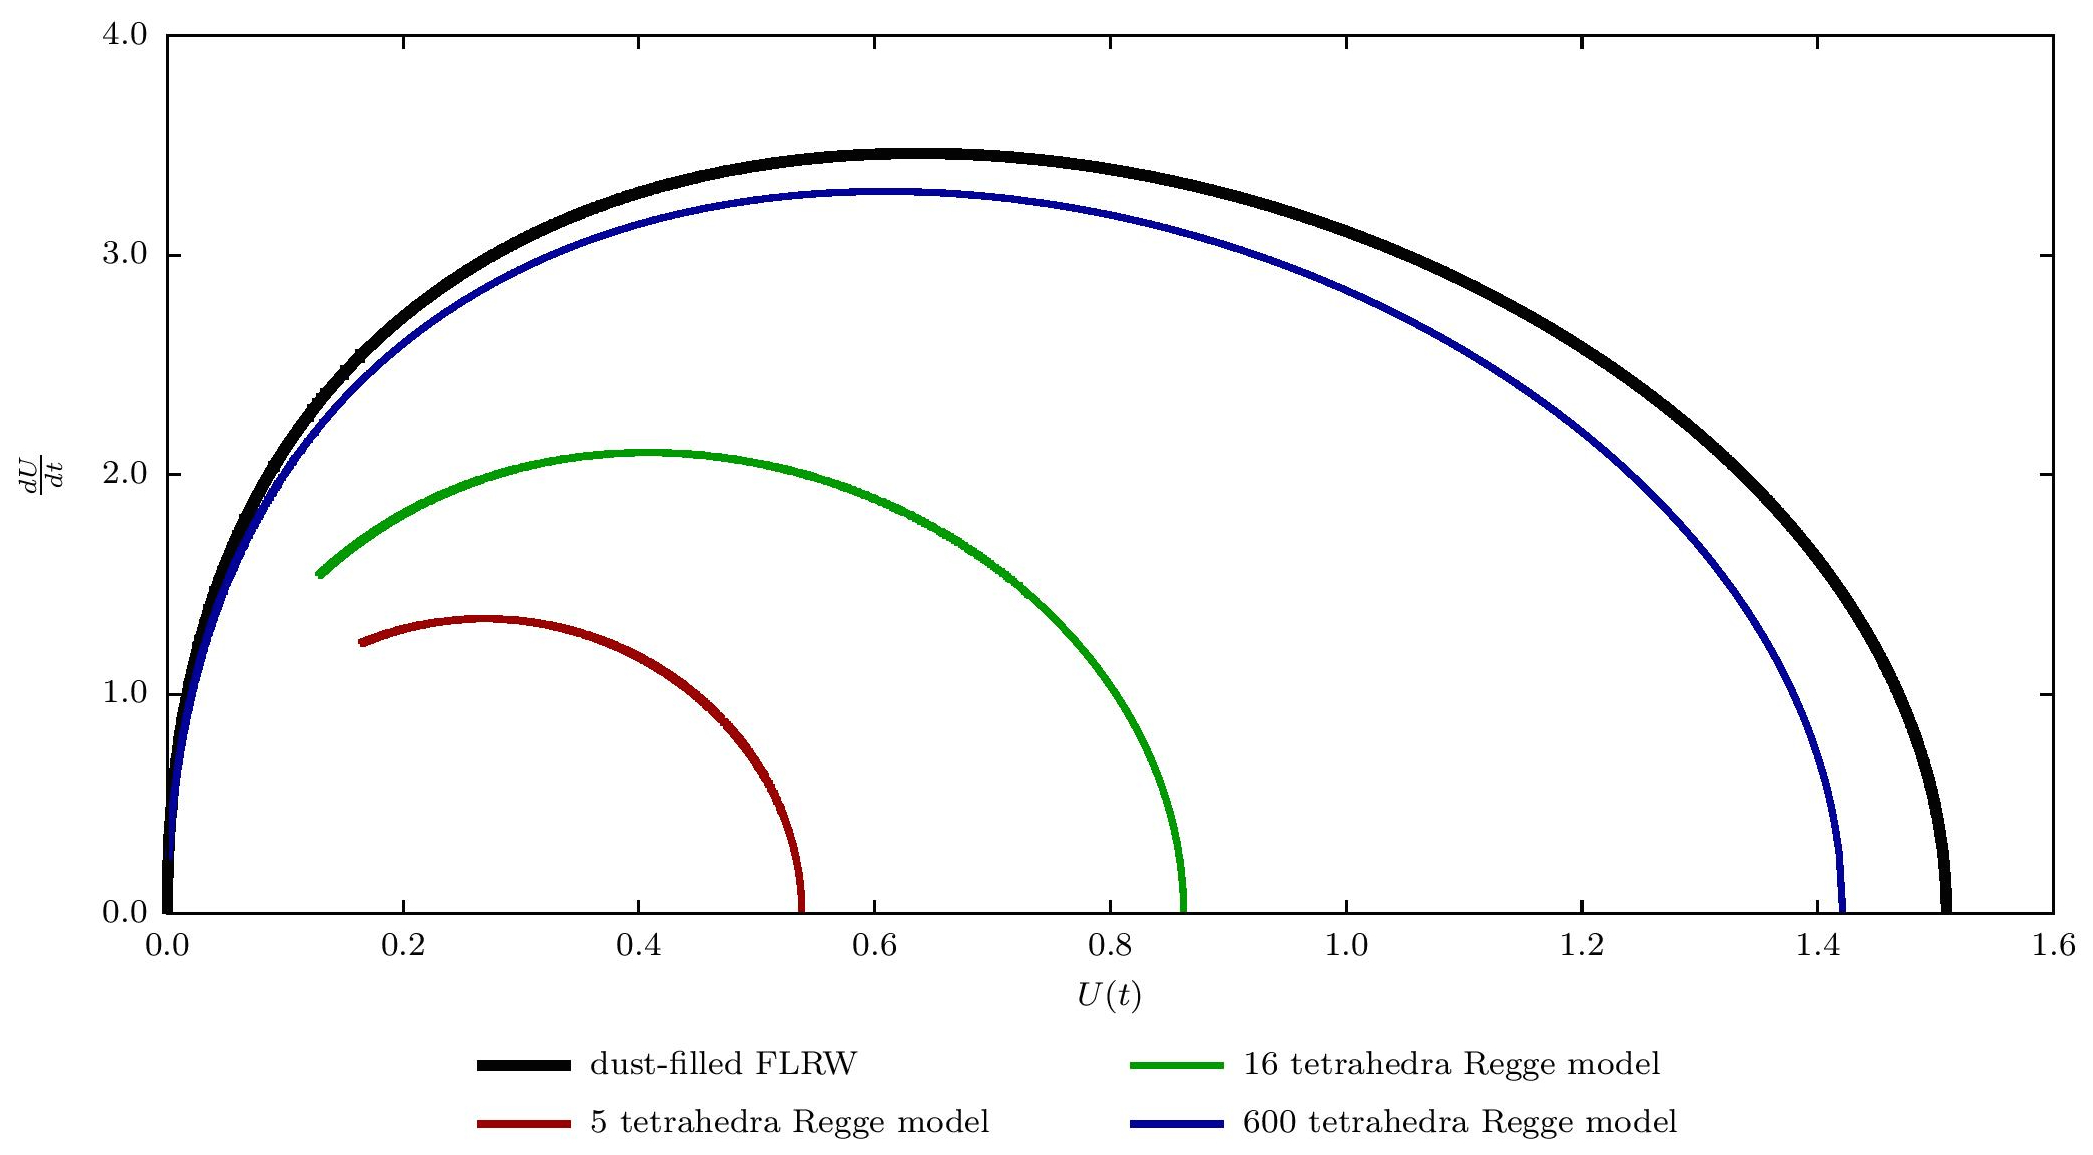 4.0
3.0
2.0
1.0
0.0
dU
dt
0.0 0.2 0.4 0.6 0.8 1.0 1.2 1.4 1.6
U(t)
dust-filled FLRW 16 tetrahedra Regge model
5 tetrahedra Regge model 600 tetrahedra Regge model